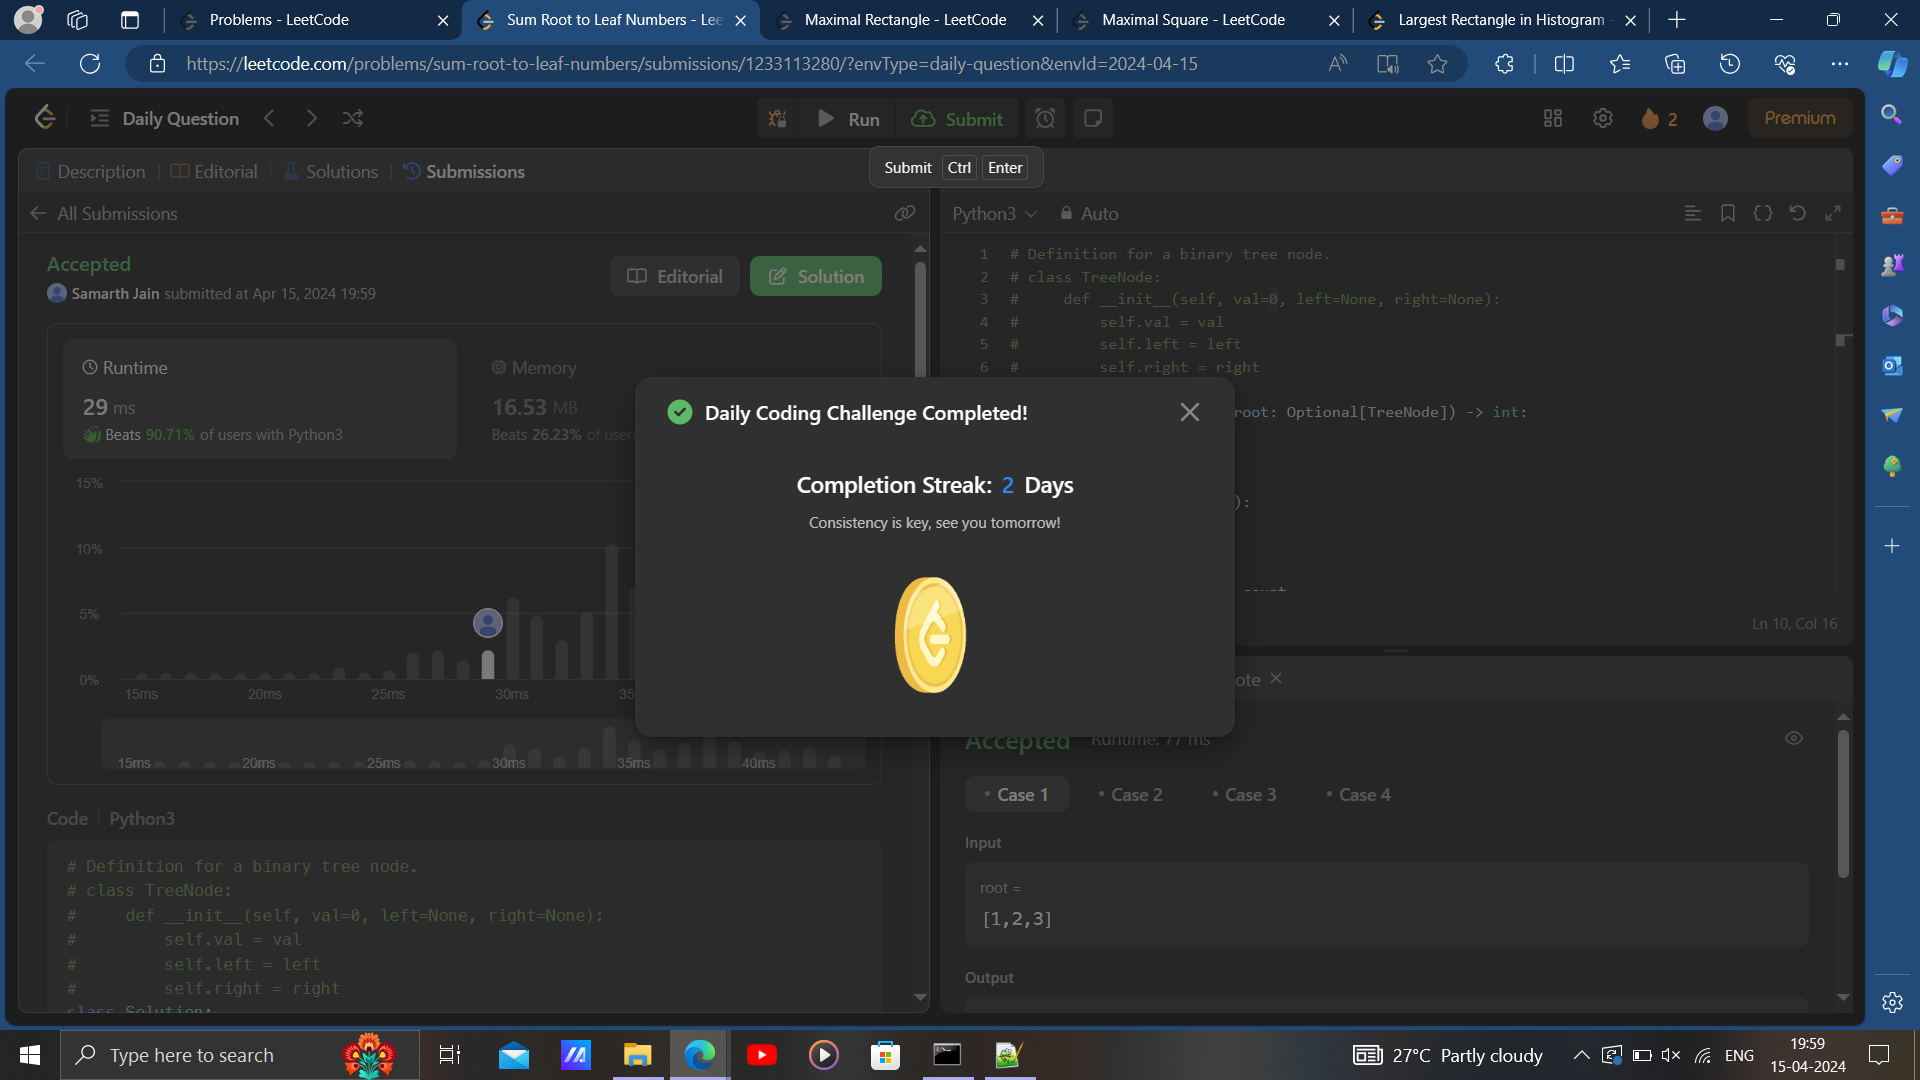 Problems - LeetCode
Sum Root to Leaf Numbers - Lee
Maximal Rectangle - LeetCode
Maximal Square - LeetCode
Largest Rectangle in Histogram -
https://leetcode.com/problems/sum-root-to-leaf-numbers/submissions/1233113280/?envType=daily-question&envId=2024-04-15
Daily Question
Run
Submit
2
Premium
Submit Ctrl Enter
Description
Editorial
Solutions
Submissions
All Submissions
Accepted
Samarth Jain submitted at Apr 15, 2024 19:59
Editorial
Solution
Runtime
29 ms
Beats 90.71% of users with Python3
Memory
16.53 MB
Beats 26.23% of users
15%
10%
5%
0%
15ms 20ms 25ms 30ms 35
15ms 20ms 25ms 30ms 35ms 40ms
Code | Python3
# Definition for a binary tree node.
# class TreeNode:
#     def __init__(self, val=0, left=None, right=None):
#         self.val = val
#         self.left = left
#         self.right = right
class Solution:
Daily Coding Challenge Completed!
Completion Streak: 2 Days
Consistency is key, see you tomorrow!
Python3
Auto
1 # Definition for a binary tree node.
2 # class TreeNode:
3 #     def __init__(self, val=0, left=None, right=None):
4 #         self.val = val
5 #         self.left = left
6 #         self.right = right
root: Optional[TreeNode]) -> int:
):
count
Ln 10, Col 16
ote
Accepted Runtime: 77 ms
Case 1
Case 2
Case 3
Case 4
Input
root =
[1,2,3]
Output
Type here to search
27°C Partly cloudy
ENG
19:59
15-04-2024